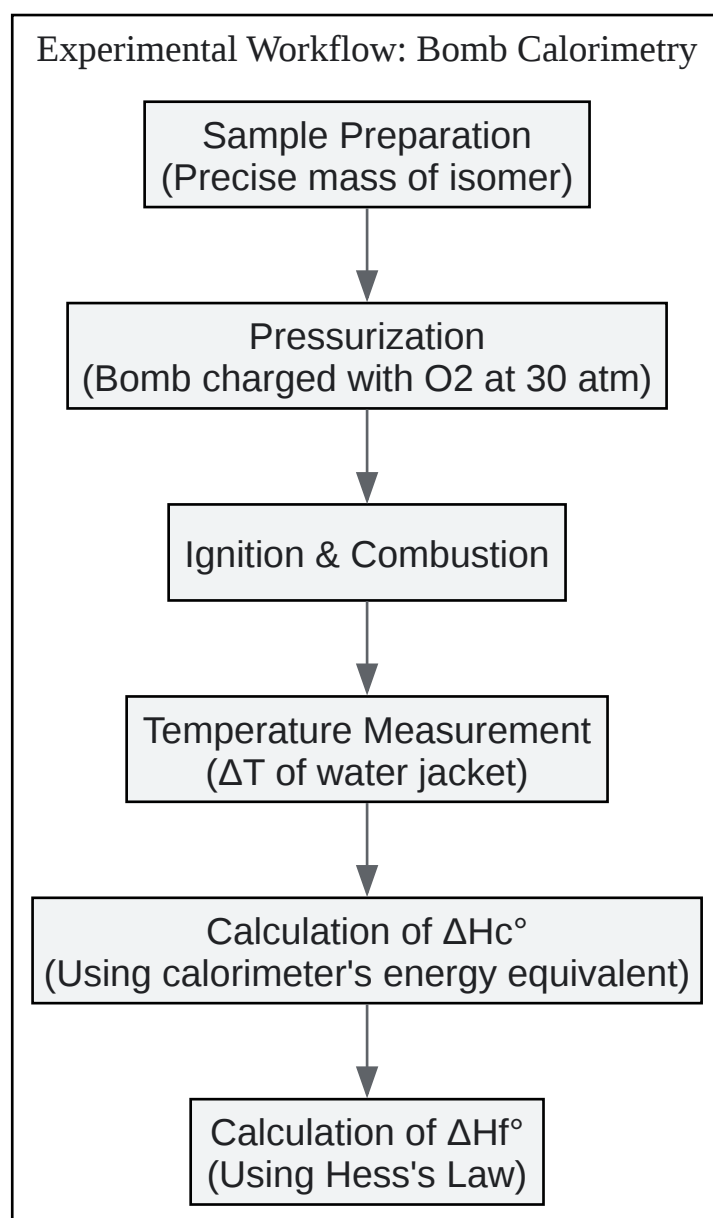 Experimental Workflow: Bomb Calorimetry
Sample Preparation
(Precise mass of isomer)
Pressurization
(Bomb charged with O2 at 30 atm)
Ignition & Combustion
Temperature Measurement
(ΔT of water jacket)
Calculation of ΔHc°
(Using calorimeter's energy equivalent)
Calculation of ΔHf°
(Using Hess's Law)